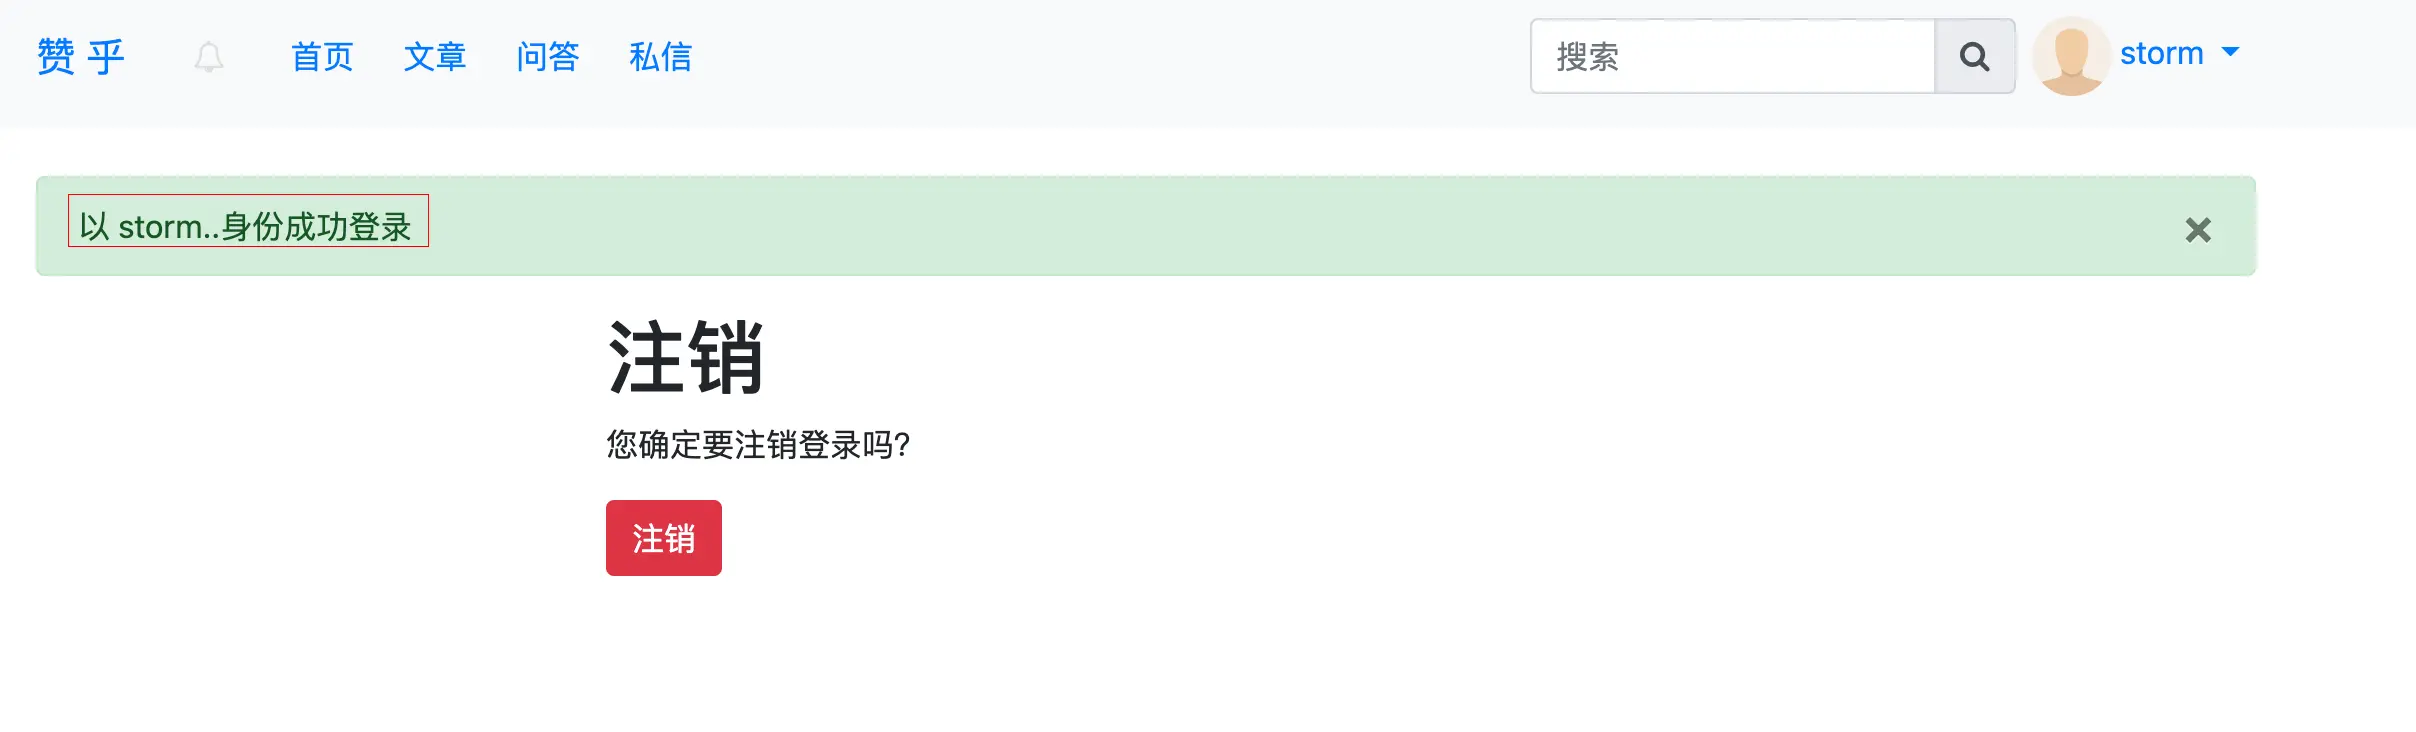 赞 乎 首页 文章 问答 私信 搜索 storm
以 storm..身份成功登录 ×
注销
您确定要注销登录吗?
注销